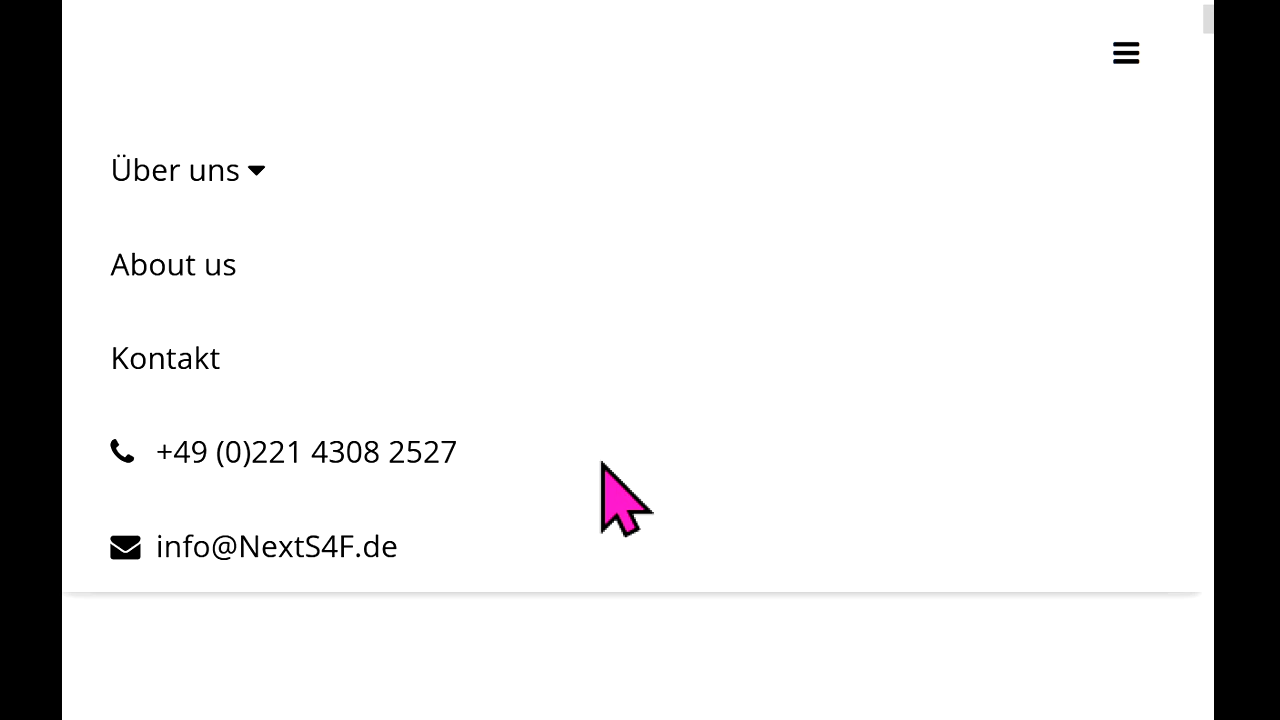 Über uns
About us
Kontakt
+49 (0)221 4308 2527
info@NextS4F.de